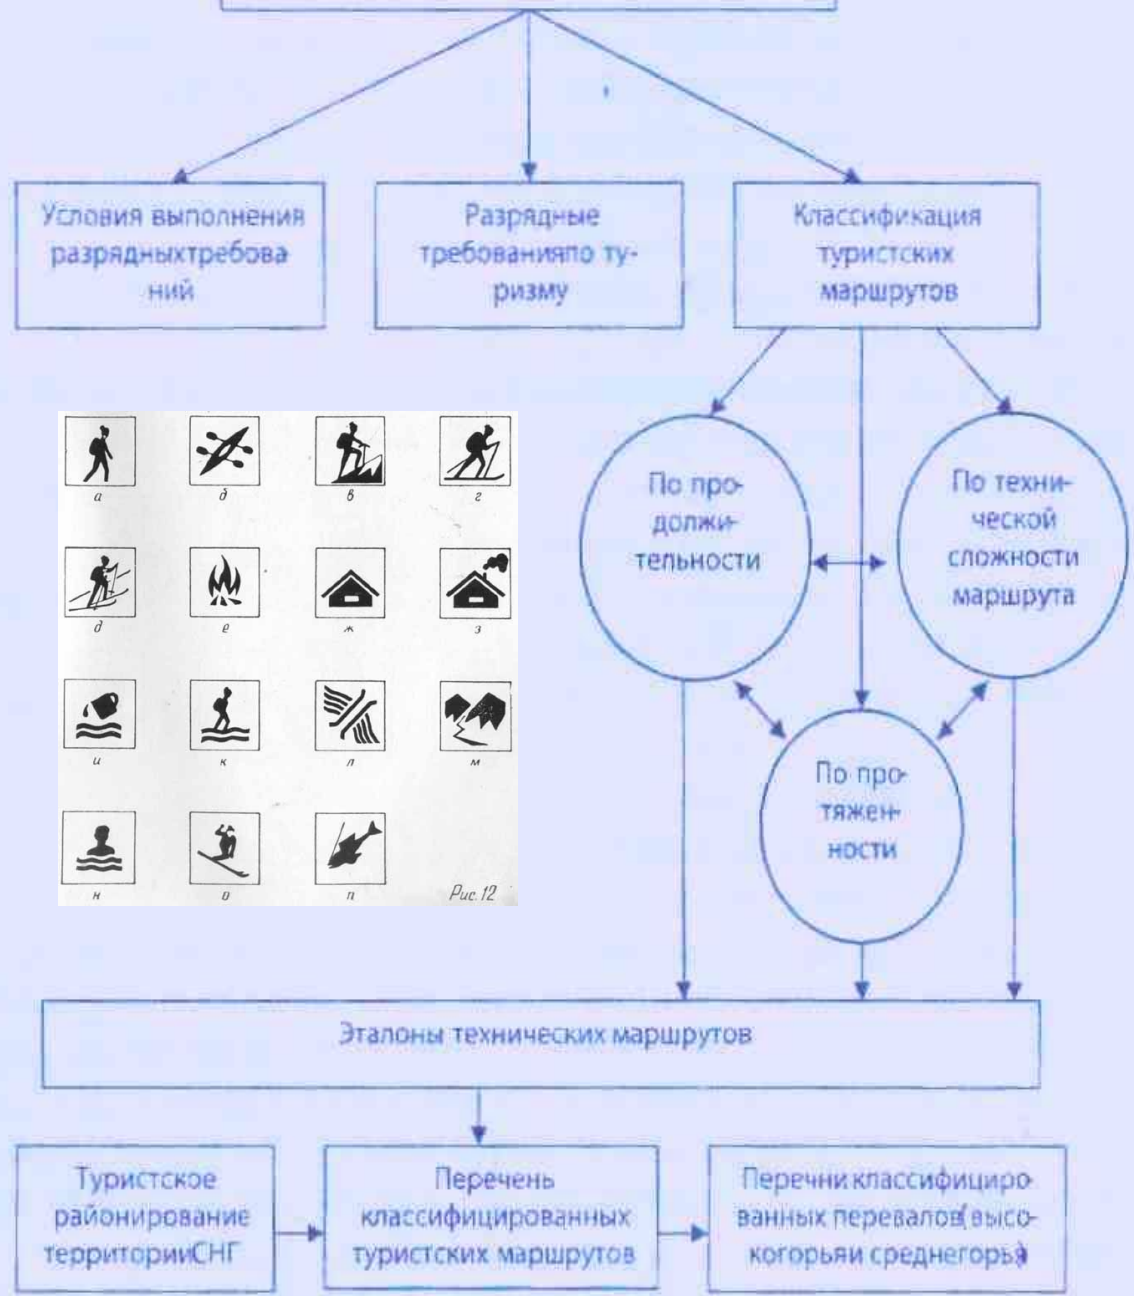 Условия выполнения
разрядныхтребова
ний
Разрядные
требованияпо ту-
ризму
Классификация
туристских
маршрутов
По про-
должи-
тельности
По техни-
ческой
сложности
маршрута
По про-
тяжен-
ности
а
б
в
г
д
е
ж
з
и
к
л
м
н
о
п
Рис. 12
Эталоны технических маршрутов
Туристское
районирование
территорииСНГ
Перечень
классифицированных
туристских маршрутов
Перечни классифициро-
ванных перевалов(высо-
когорьяи среднегорья)